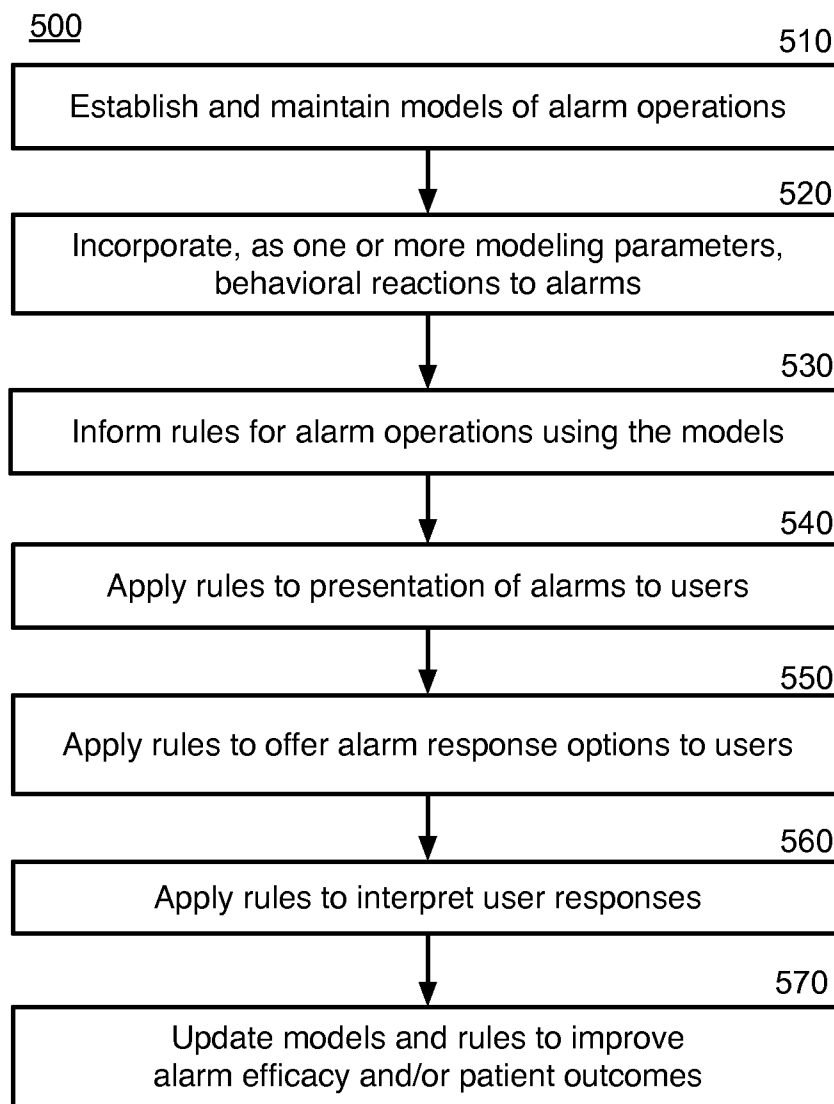 500
510
Establish and maintain models of alarm operations
520
Incorporate, as one or more modeling parameters,
behavioral reactions to alarms
530
Inform rules for alarm operations using the models
540
Apply rules to presentation of alarms to users
550
Apply rules to offer alarm response options to users
560
Apply rules to interpret user responses
570
Update models and rules to improve
alarm efficacy and/or patient outcomes